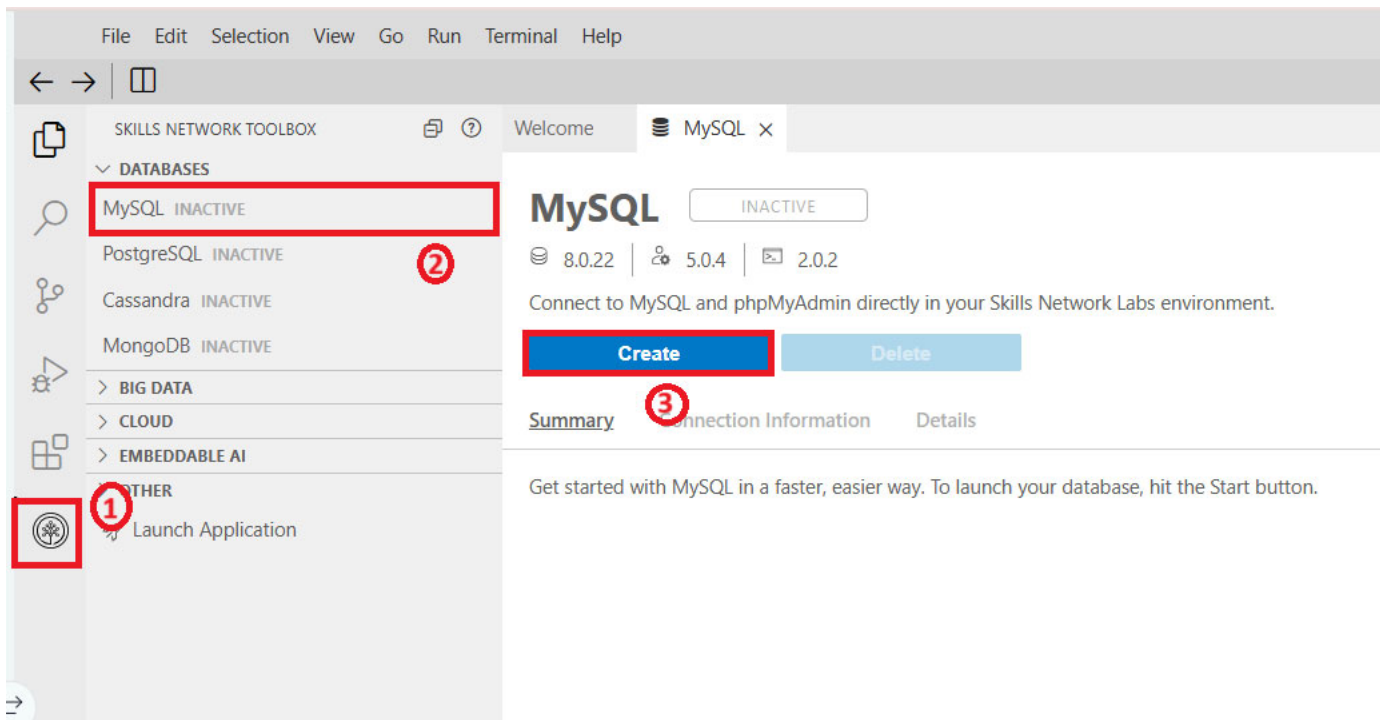 File Edit Selection View Go Run Terminal Help
SKILLS NETWORK TOOLBOX
Welcome MySQL
DATABASES
MySQL INACTIVE
PostgreSQL INACTIVE
Cassandra INACTIVE
MongoDB INACTIVE
BIG DATA
CLOUD
EMBEDDABLE AI
OTHER
Launch Application
1
2
MySQL INACTIVE
8.0.22 5.0.4 2.0.2
Connect to MySQL and phpMyAdmin directly in your Skills Network Labs environment.
Create Delete
3
Summary Connection Information Details
Get started with MySQL in a faster, easier way. To launch your database, hit the Start button.